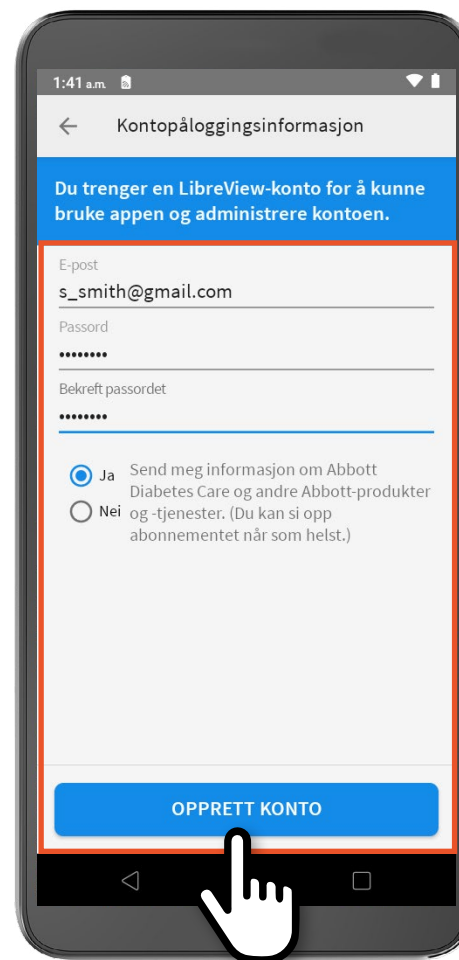 1:41 a.m.
Kontopåloggingsinformasjon
Du trenger en LibreView-konto for å kunne
bruke appen og administrere kontoen.
E-post
s_smith@gmail.com
Passord
••••••••
Bekreft passordet
••••••••
Ja
Nei
Send meg informasjon om Abbott
Diabetes Care og andre Abbott-produkter
og -tjenester. (Du kan si opp
abonnementet når som helst.)
OPPRETT KONTO